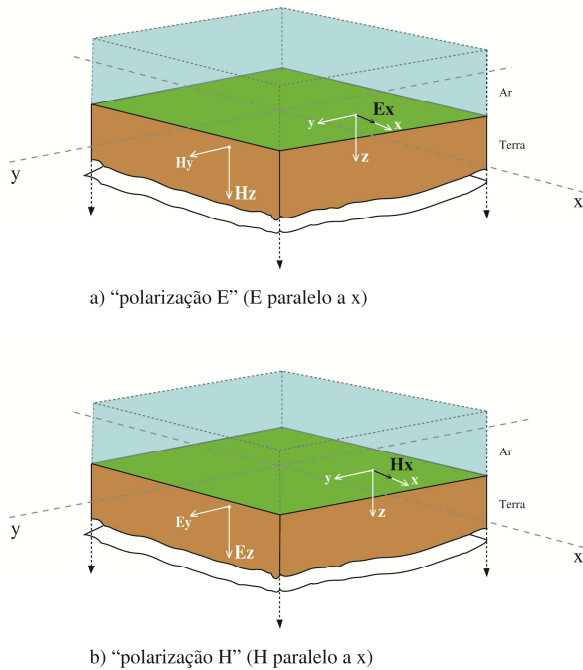 Ar
Ex
y
x
z
Terra
Hy
Hz
y
x
a) “polarização E” (E paralelo a x)
Hx
y
x
z
Ar
Terra
Ey
Ez
y
x
b) “polarização H” (H paralelo a x)